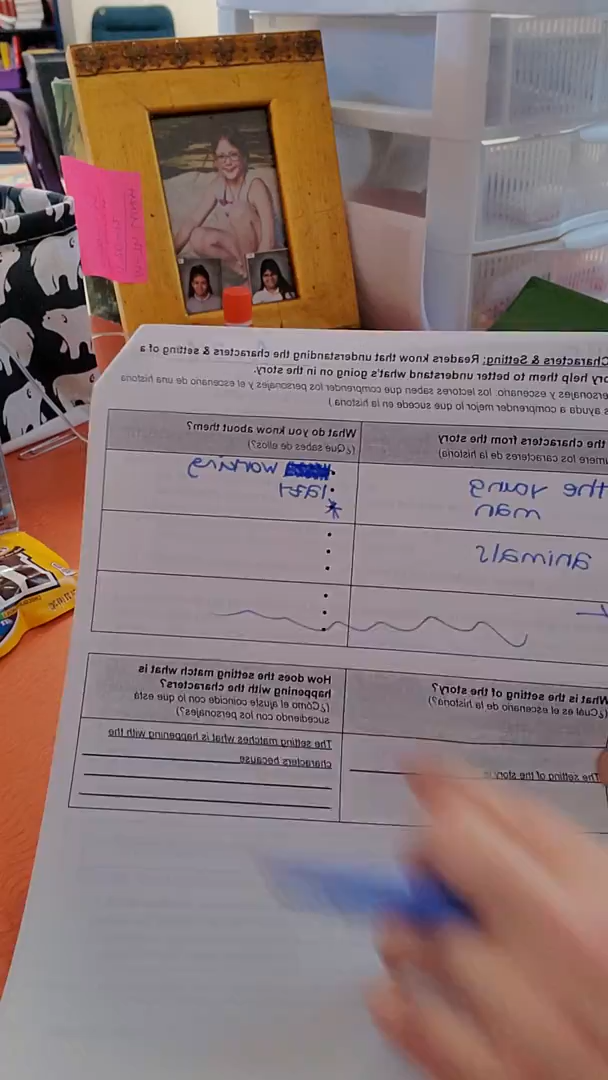 Characters & Setting: Readers know that understanding the characters & setting of a
ry help them to better understand what's going on in the story.
personajes y escenario: los lectores saben que comprender los personajes y el escenario de una historia
s ayuda a comprender mejor lo que sucede en la historia.)
the characters from the story
mere los caracteres de la historia)
What do you know about them?
(¿Qué sabes de ellos?)
the young
man
working
animals
What is the setting of the story?
(¿Cuál es el escenario de la historia?)
How does the setting match what is
happening with the characters?
(¿Cómo el ajuste coincide con lo que está
sucediendo con los personajes?)
The setting of the story is
The setting matches what is happening with the
characters because